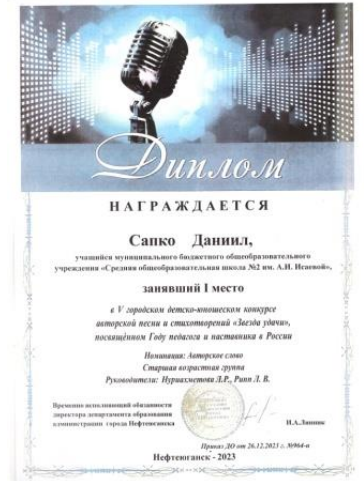 Диплом
НАГРАЖДАЕТСЯ
Сапко Даниил,
учащийся муниципального бюджетного общеобразовательного
учреждения «Средняя общеобразовательная школа №2 им. А.И. Исаевой»,
занявший I место
в V городском детско-юношеском конкурсе
авторской песни и стихотворений «Звезда удачи»,
посвящённом Году педагога и наставника в России
Номинация: Авторское слово
Старшая возрастная группа
Руководители: Нуриахметова Л.Р., Рипп Л. В.
Временно исполняющий обязанности
директора департамента образования
администрации города Нефтеюганска
Приказ ДО от 26.12.2023 г. №964-п
Нефтеюганск - 2023